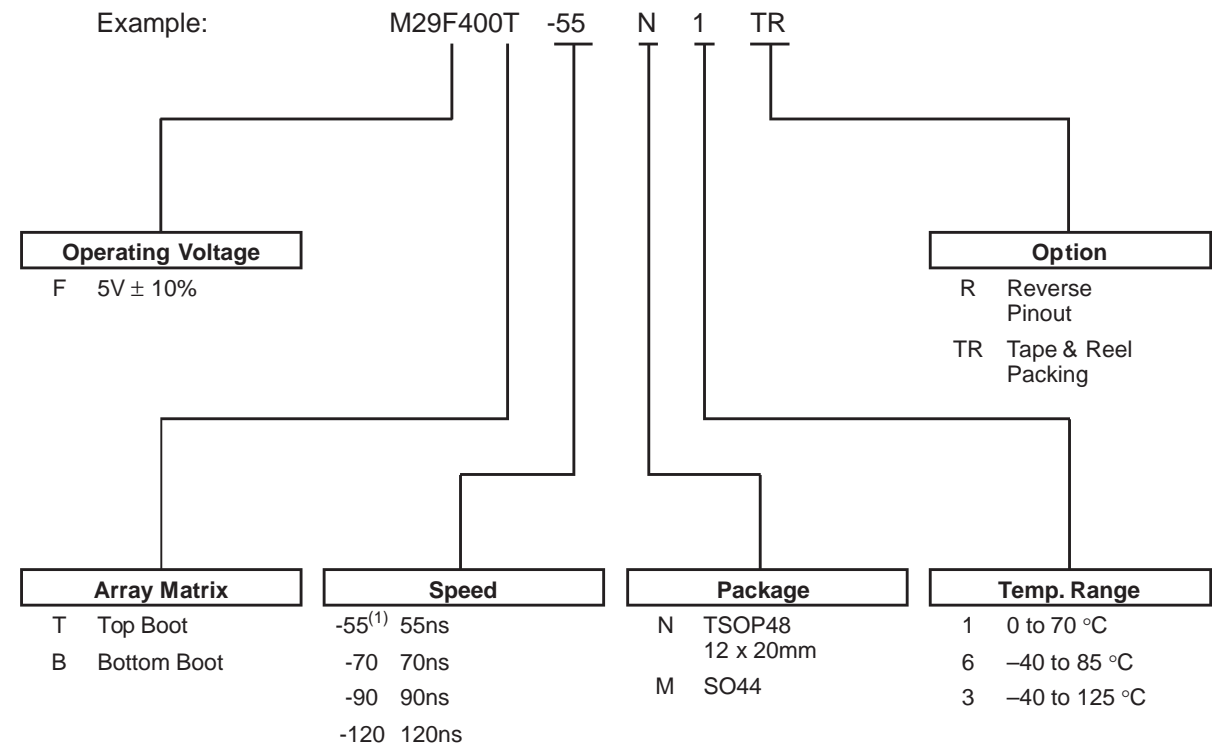 Example: M29F400T -55 N 1 TR
Operating Voltage
F 5V ± 10%
Option
R Reverse
Pinout
TR Tape & Reel
Packing
Array Matrix
T Top Boot
B Bottom Boot
Speed
-55(1) 55ns
-70 70ns
-90 90ns
-120 120ns
Package
N TSOP48
12 x 20mm
M SO44
Temp. Range
1 0 to 70 °C
6 –40 to 85 °C
3 –40 to 125 °C